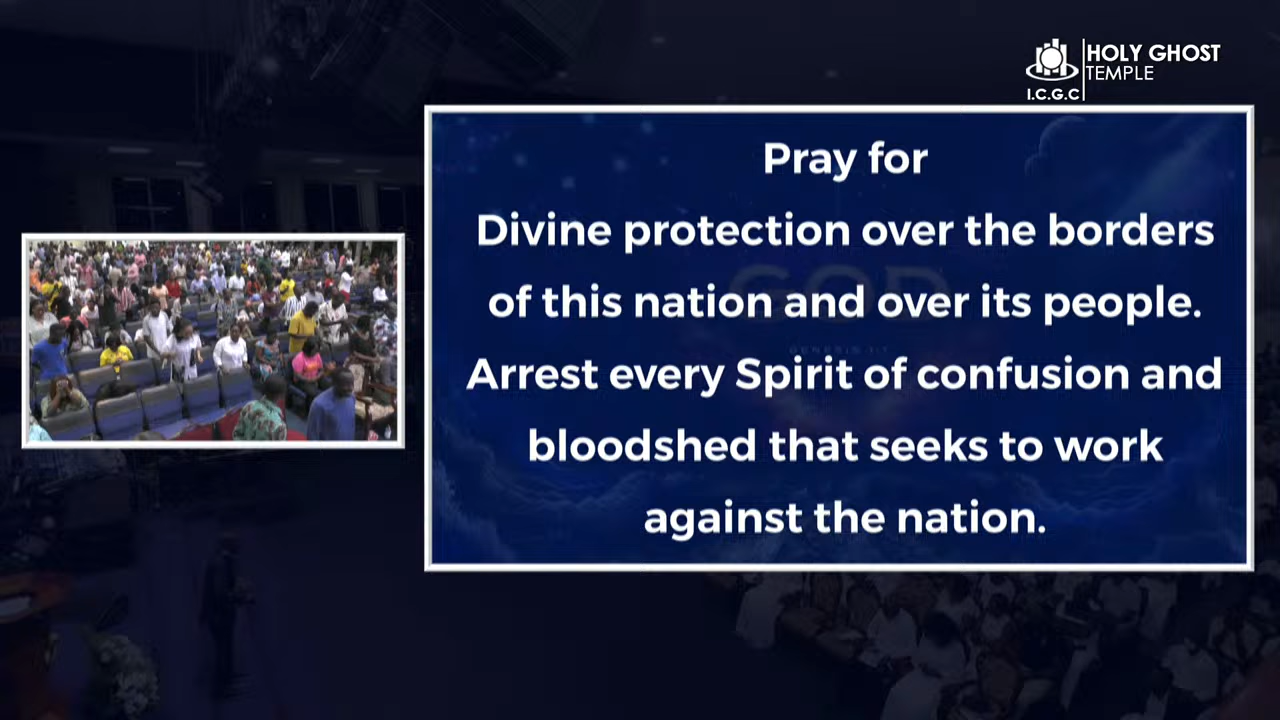 HOLY GHOST
TEMPLE
I.C.G.C
Pray for
Divine protection over the borders
of this nation and over its people.
Arrest every Spirit of confusion and
bloodshed that seeks to work
against the nation.
GOD